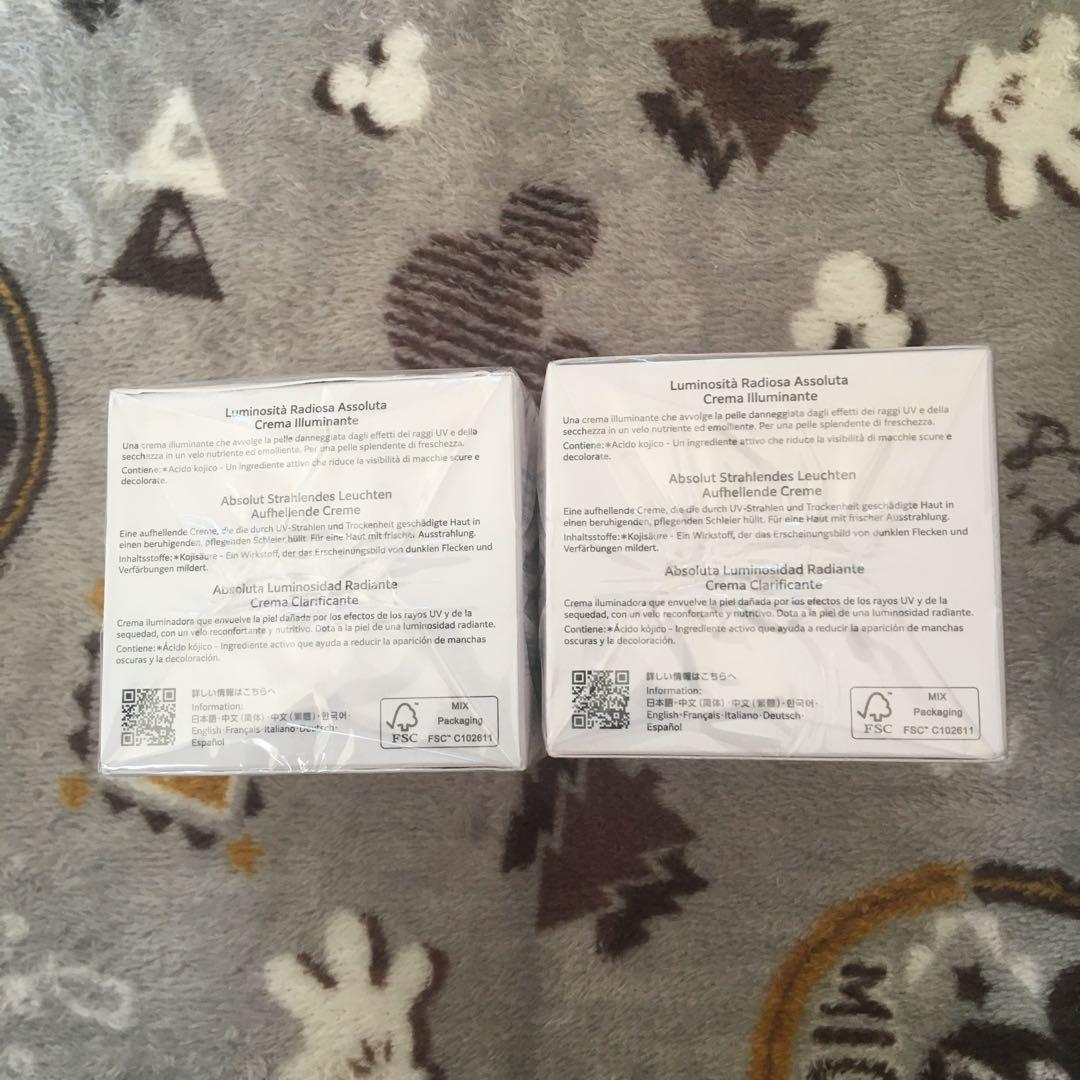 Luminosità Radiosa Assoluta
Crema Illuminante
Una crema illuminante che avvolge la pelle danneggiata dagli effetti dei raggi UV e della
secchezza in un velo nutriente ed emolliente. Per una pelle splendente di freschezza.
Contiene:*Acido kojico - Un ingrediente attivo che riduce la visibilità di macchie scure e
decolorate.
Absolut Strahlendes Leuchten
Aufhellende Creme
Eine aufhellende Creme, die die durch UV-Strahlen und Trockenheit geschädigte Haut in
einen beruhigenden, pflegenden Schleier hüllt. Für eine Haut mit frischer Ausstrahlung.
Inhaltsstoffe:*Kojisäure - Ein Wirkstoff, der das Erscheinungsbild von dunklen Flecken und
Verfärbungen mildert.
Absoluta Luminosidad Radiante
Crema Clarificante
Crema iluminadora que envuelve la piel dañada por los efectos de los rayos UV y de la
sequedad, con un velo reconfortante y nutritivo. Dota a la piel de una luminosidad radiante.
Contiene:*Ácido kójico - Ingrediente activo que ayuda a reducir la aparición de manchas
oscuras y la decoloración.
詳しい情報はこちらへ
Information:
日本語·中文(简体)·中文(繁體)·한국어·
English·Français·Italiano·Deutsch·
Español
FSC
MIX
Packaging
FSC™ C102611
Luminosità Radiosa Assoluta
Crema Illuminante
Una crema illuminante che avvolge la pelle danneggiata dagli effetti dei raggi UV e della
secchezza in un velo nutriente ed emolliente. Per una pelle splendente di freschezza.
Contiene:*Acido kojico - Un ingrediente attivo che riduce la visibilità di macchie scure e
decolorate.
Absolut Strahlendes Leuchten
Aufhellende Creme
Eine aufhellende Creme, die die durch UV-Strahlen und Trockenheit geschädigte Haut in
einen beruhigenden, pflegenden Schleier hüllt. Für eine Haut mit frischer Ausstrahlung.
Inhaltsstoffe:*Kojisäure - Ein Wirkstoff, der das Erscheinungsbild von dunklen Flecken und
Verfärbungen mildert.
Absoluta Luminosidad Radiante
Crema Clarificante
Crema iluminadora que envuelve la piel dañada por los efectos de los rayos UV y de la
sequedad, con un velo reconfortante y nutritivo. Dota a la piel de una luminosidad radiante.
Contiene:*Ácido kójico - Ingrediente activo que ayuda a reducir la aparición de manchas
oscuras y la decoloración.
詳しい情報はこちらへ
Information:
日本語·中文(简体)·中文(繁體)·한국어·
English·Français·Italiano·Deutsch·
Español
FSC
MIX
Packaging
FSC™ C102611